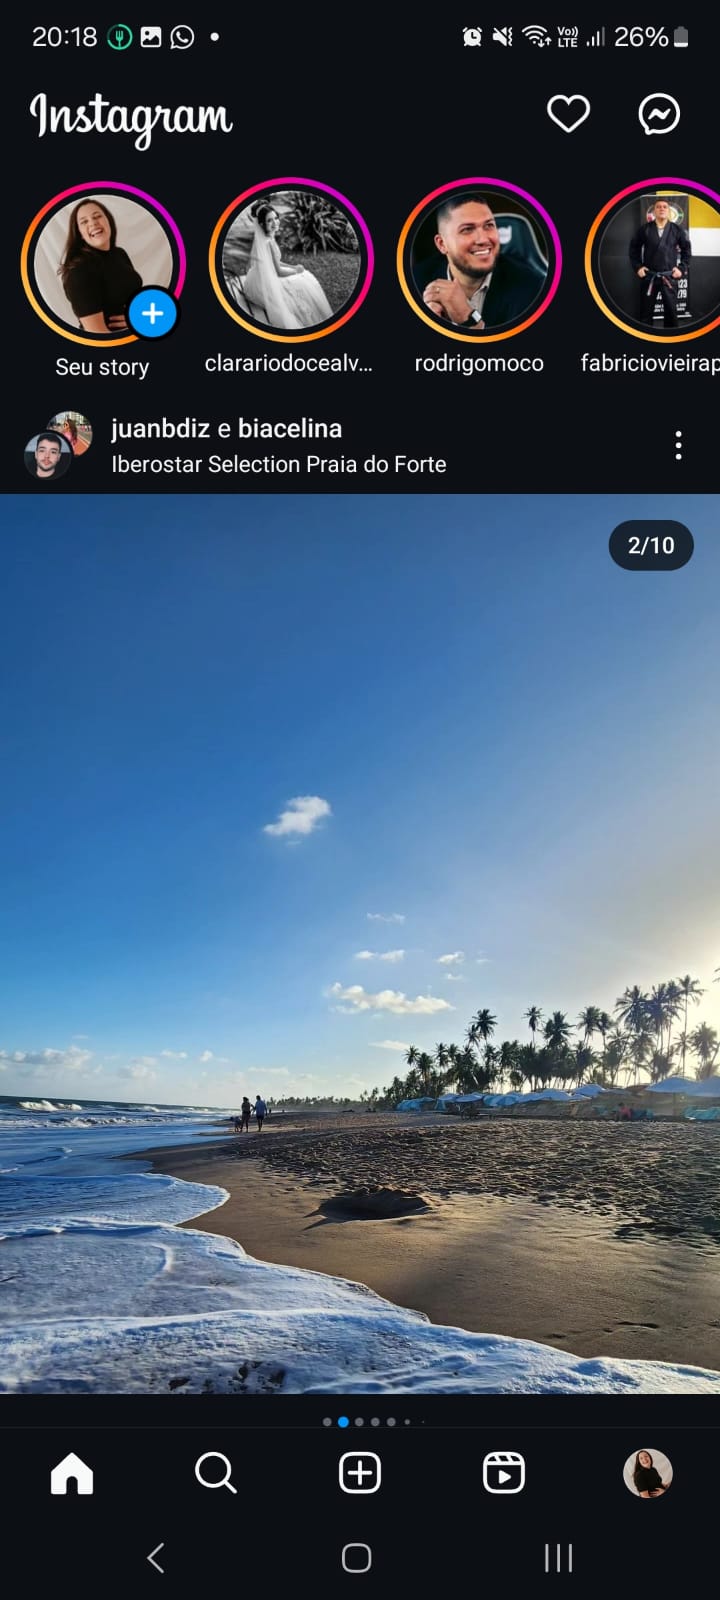 20:18
Vo))
LTE
26%
Instagram
Seu story
clarariodocealv...
rodrigomoco
fabriciovieirap
juanbdiz e biacelina
Iberostar Selection Praia do Forte
2/10